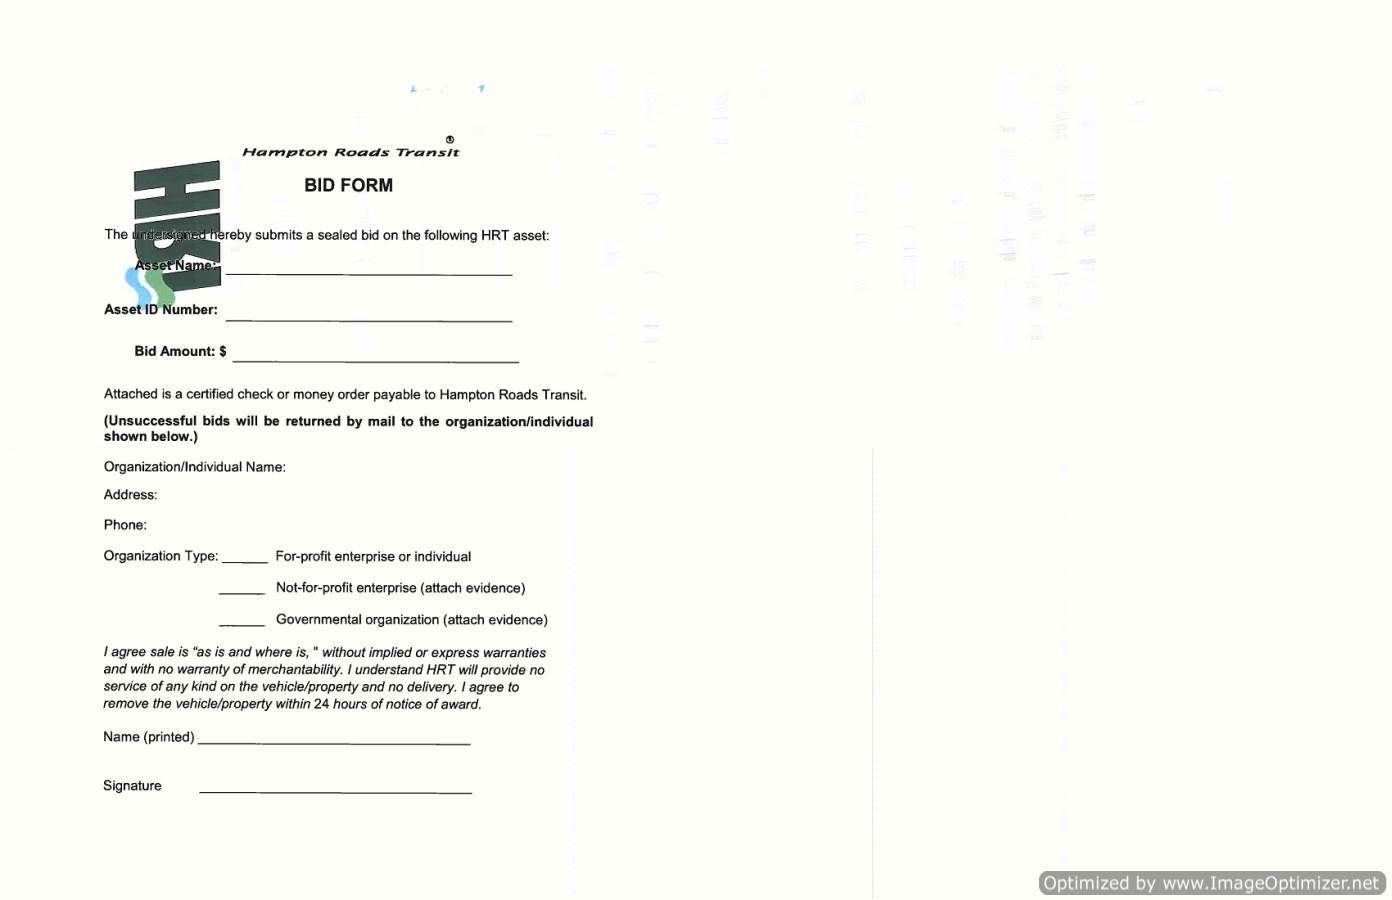 Hampton Roads Transit®
HRT
BID FORM
The undersigned hereby submits a sealed bid on the following HRT asset:
Asset Name:
Asset ID Number:
Bid Amount: $
Attached is a certified check or money order payable to Hampton Roads Transit.
(Unsuccessful bids will be returned by mail to the organization/individual
shown below.)
Organization/Individual Name:
Address:
Phone:
Organization Type: ______ For-profit enterprise or individual
______ Not-for-profit enterprise (attach evidence)
______ Governmental organization (attach evidence)
I agree sale is "as is and where is, " without implied or express warranties
and with no warranty of merchantability. I understand HRT will provide no
service of any kind on the vehicle/property and no delivery. I agree to
remove the vehicle/property within 24 hours of notice of award.
Name (printed)
Signature
Optimized by www.ImageOptimizer.net